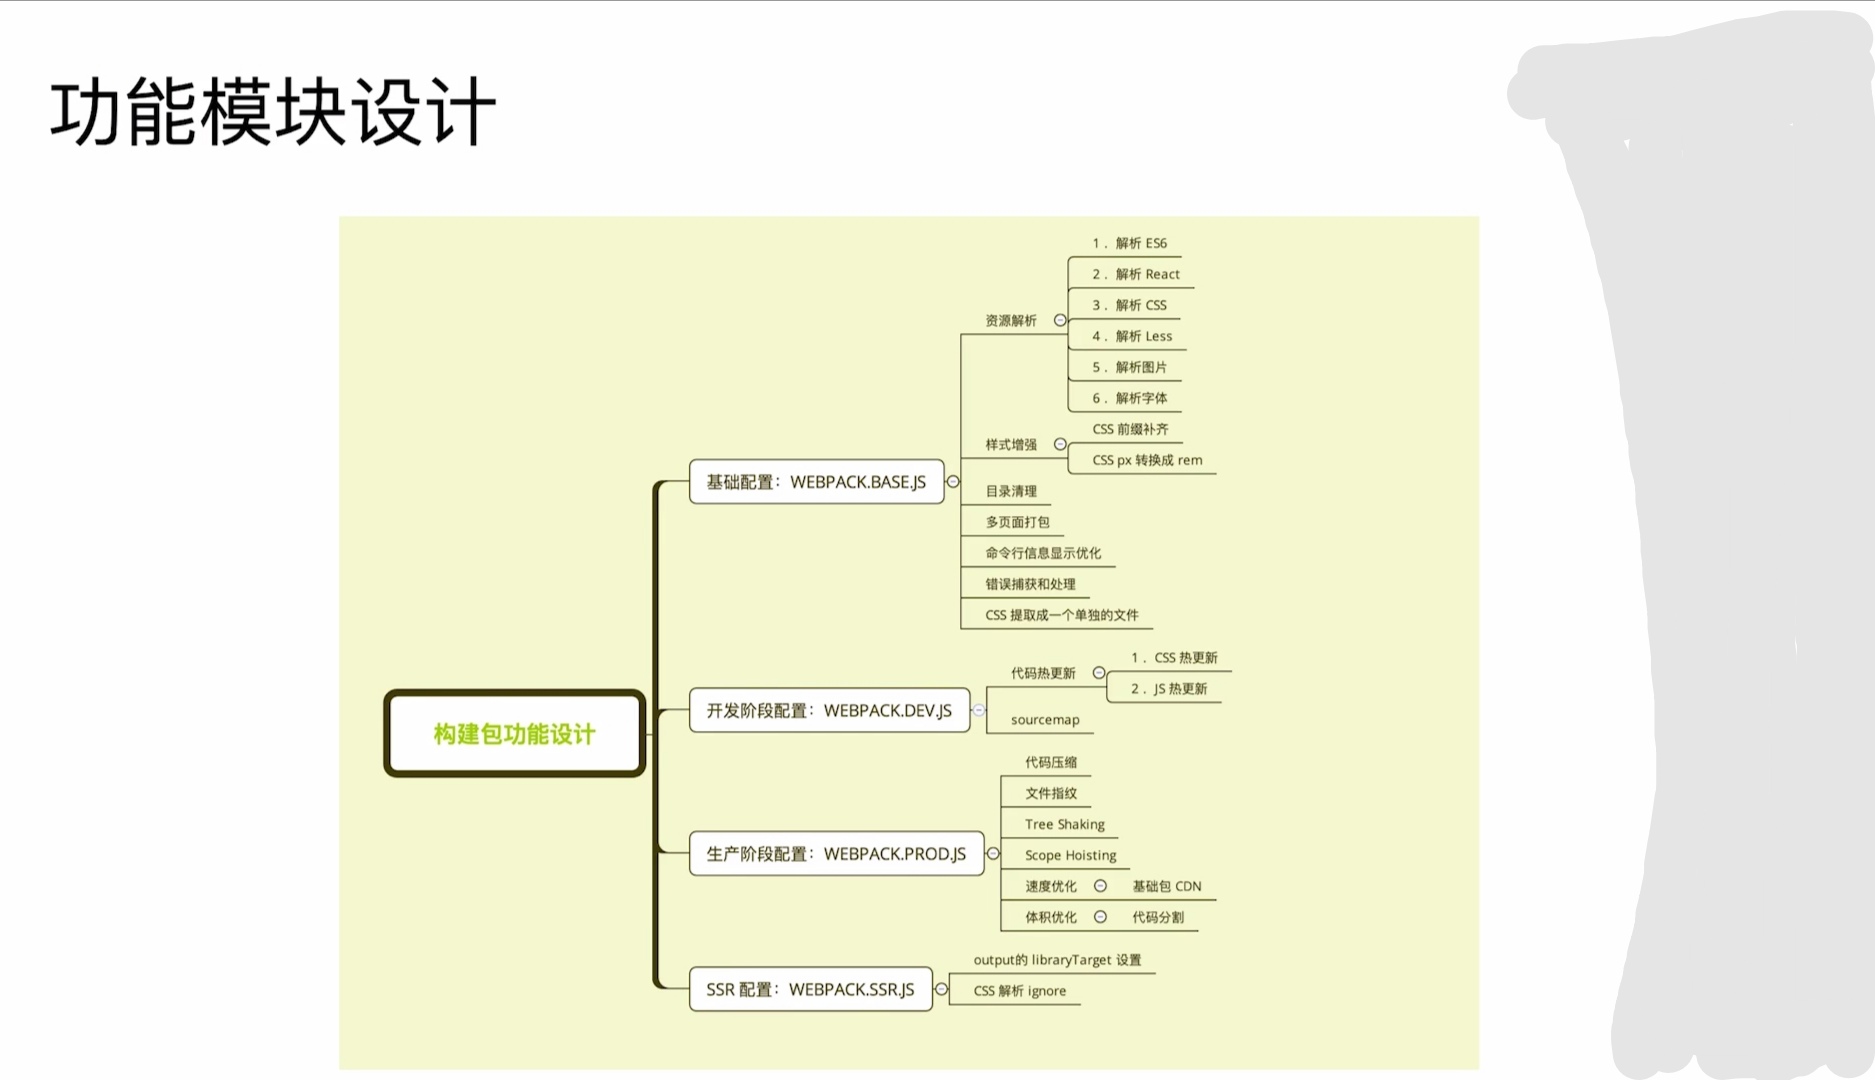 功能模块设计
构建包功能设计
基础配置：WEBPACK.BASE.JS
资源解析
1．解析 ES6
2．解析 React
3．解析 CSS
4．解析 Less
5．解析图片
6．解析字体
样式增强
CSS 前缀补齐
CSS px 转换成 rem
目录清理
多页面打包
命令行信息显示优化
错误捕获和处理
CSS 提取成一个单独的文件
开发阶段配置：WEBPACK.DEV.JS
代码热更新
1．CSS 热更新
2．JS 热更新
sourcemap
生产阶段配置：WEBPACK.PROD.JS
代码压缩
文件指纹
Tree Shaking
Scope Hoisting
速度优化
基础包 CDN
体积优化
代码分割
SSR 配置：WEBPACK.SSR.JS
output的 libraryTarget 设置
CSS 解析 ignore